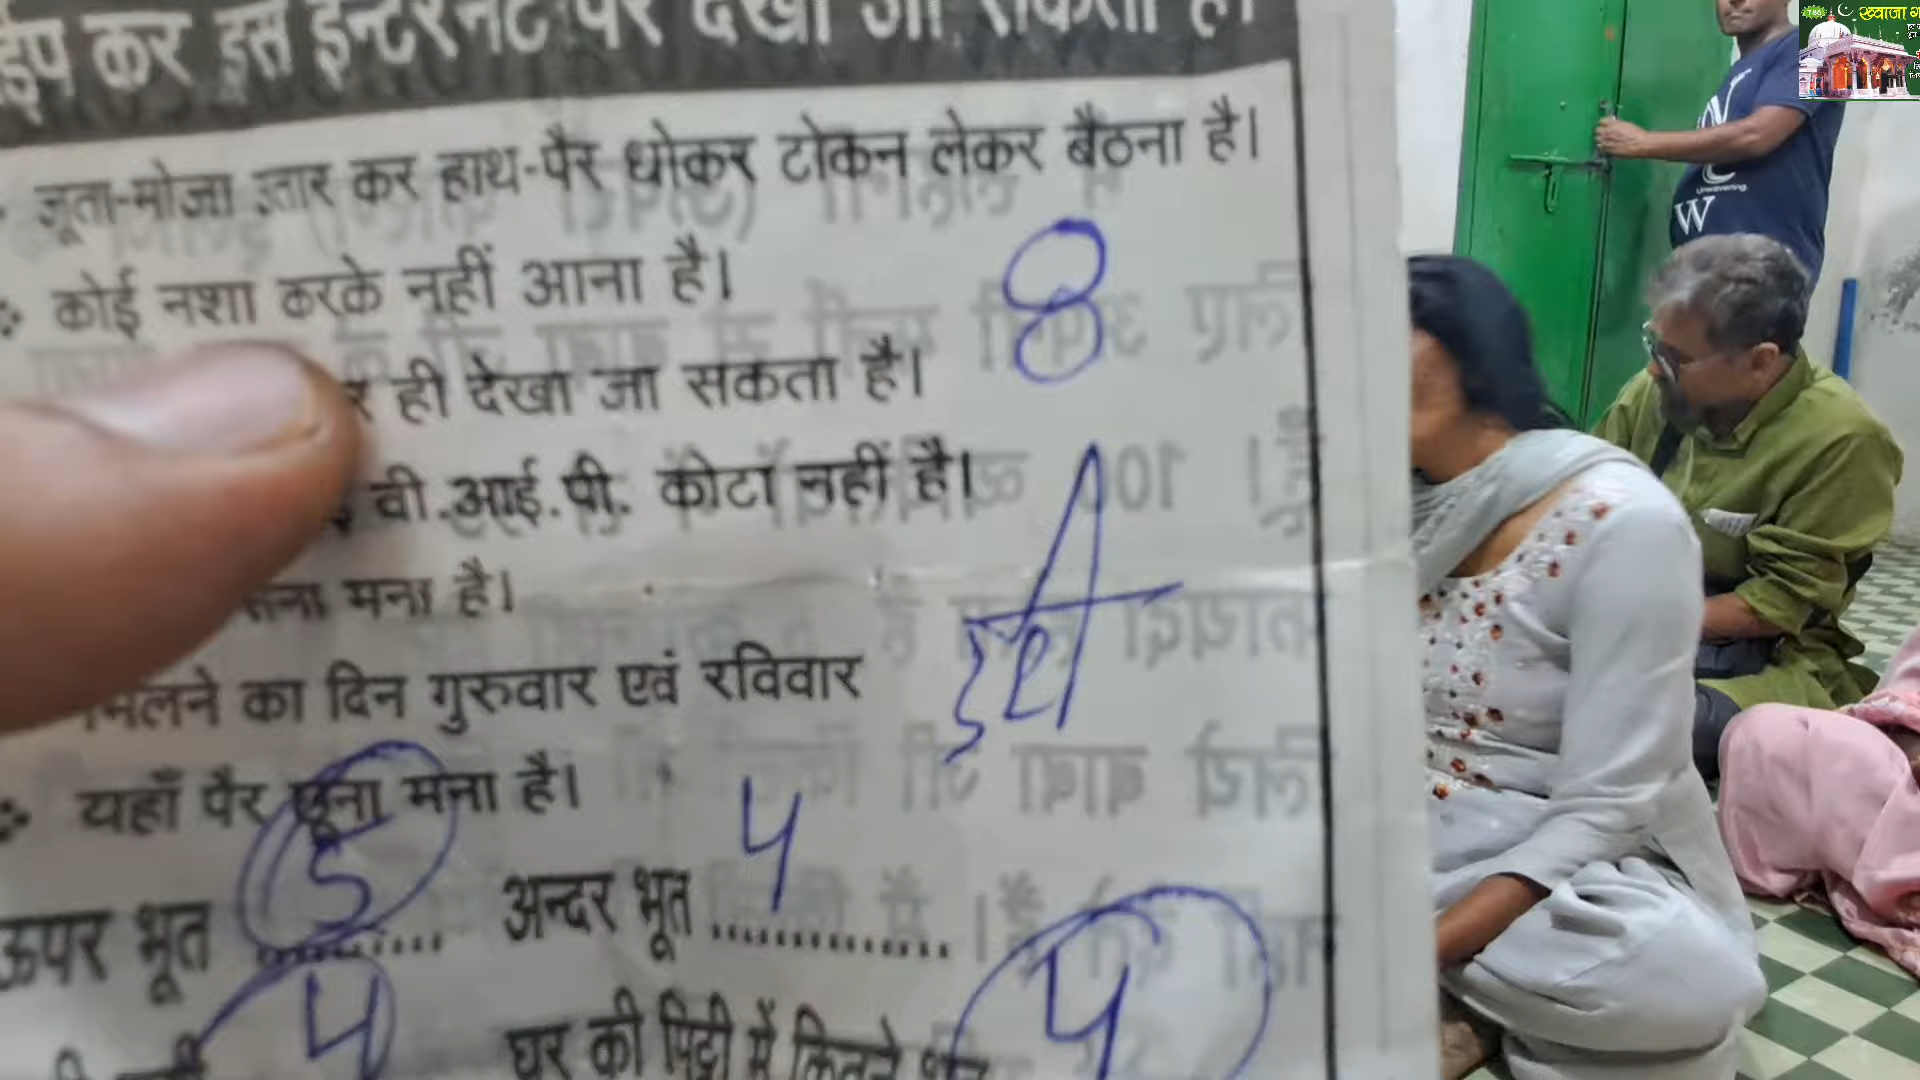 कर इसे इन्टरनेट पर देखा जा सकता है।
जूता-मोजा उतार कर हाथ-पैर धोकर टोकन लेकर बैठना है।
कोई नशा करके नहीं आना है।
8
ही देखा जा सकता है।
वी.आई.पी. कोटा नहीं है।
मना है।
मिलने का दिन गुरुवार एवं रविवार
यहाँ पैर छूना मना है।
ऊपर भूत 5 अन्दर भूत 4
4 घर की मिट्टी में कितने 4
ख्वाजा
786
W